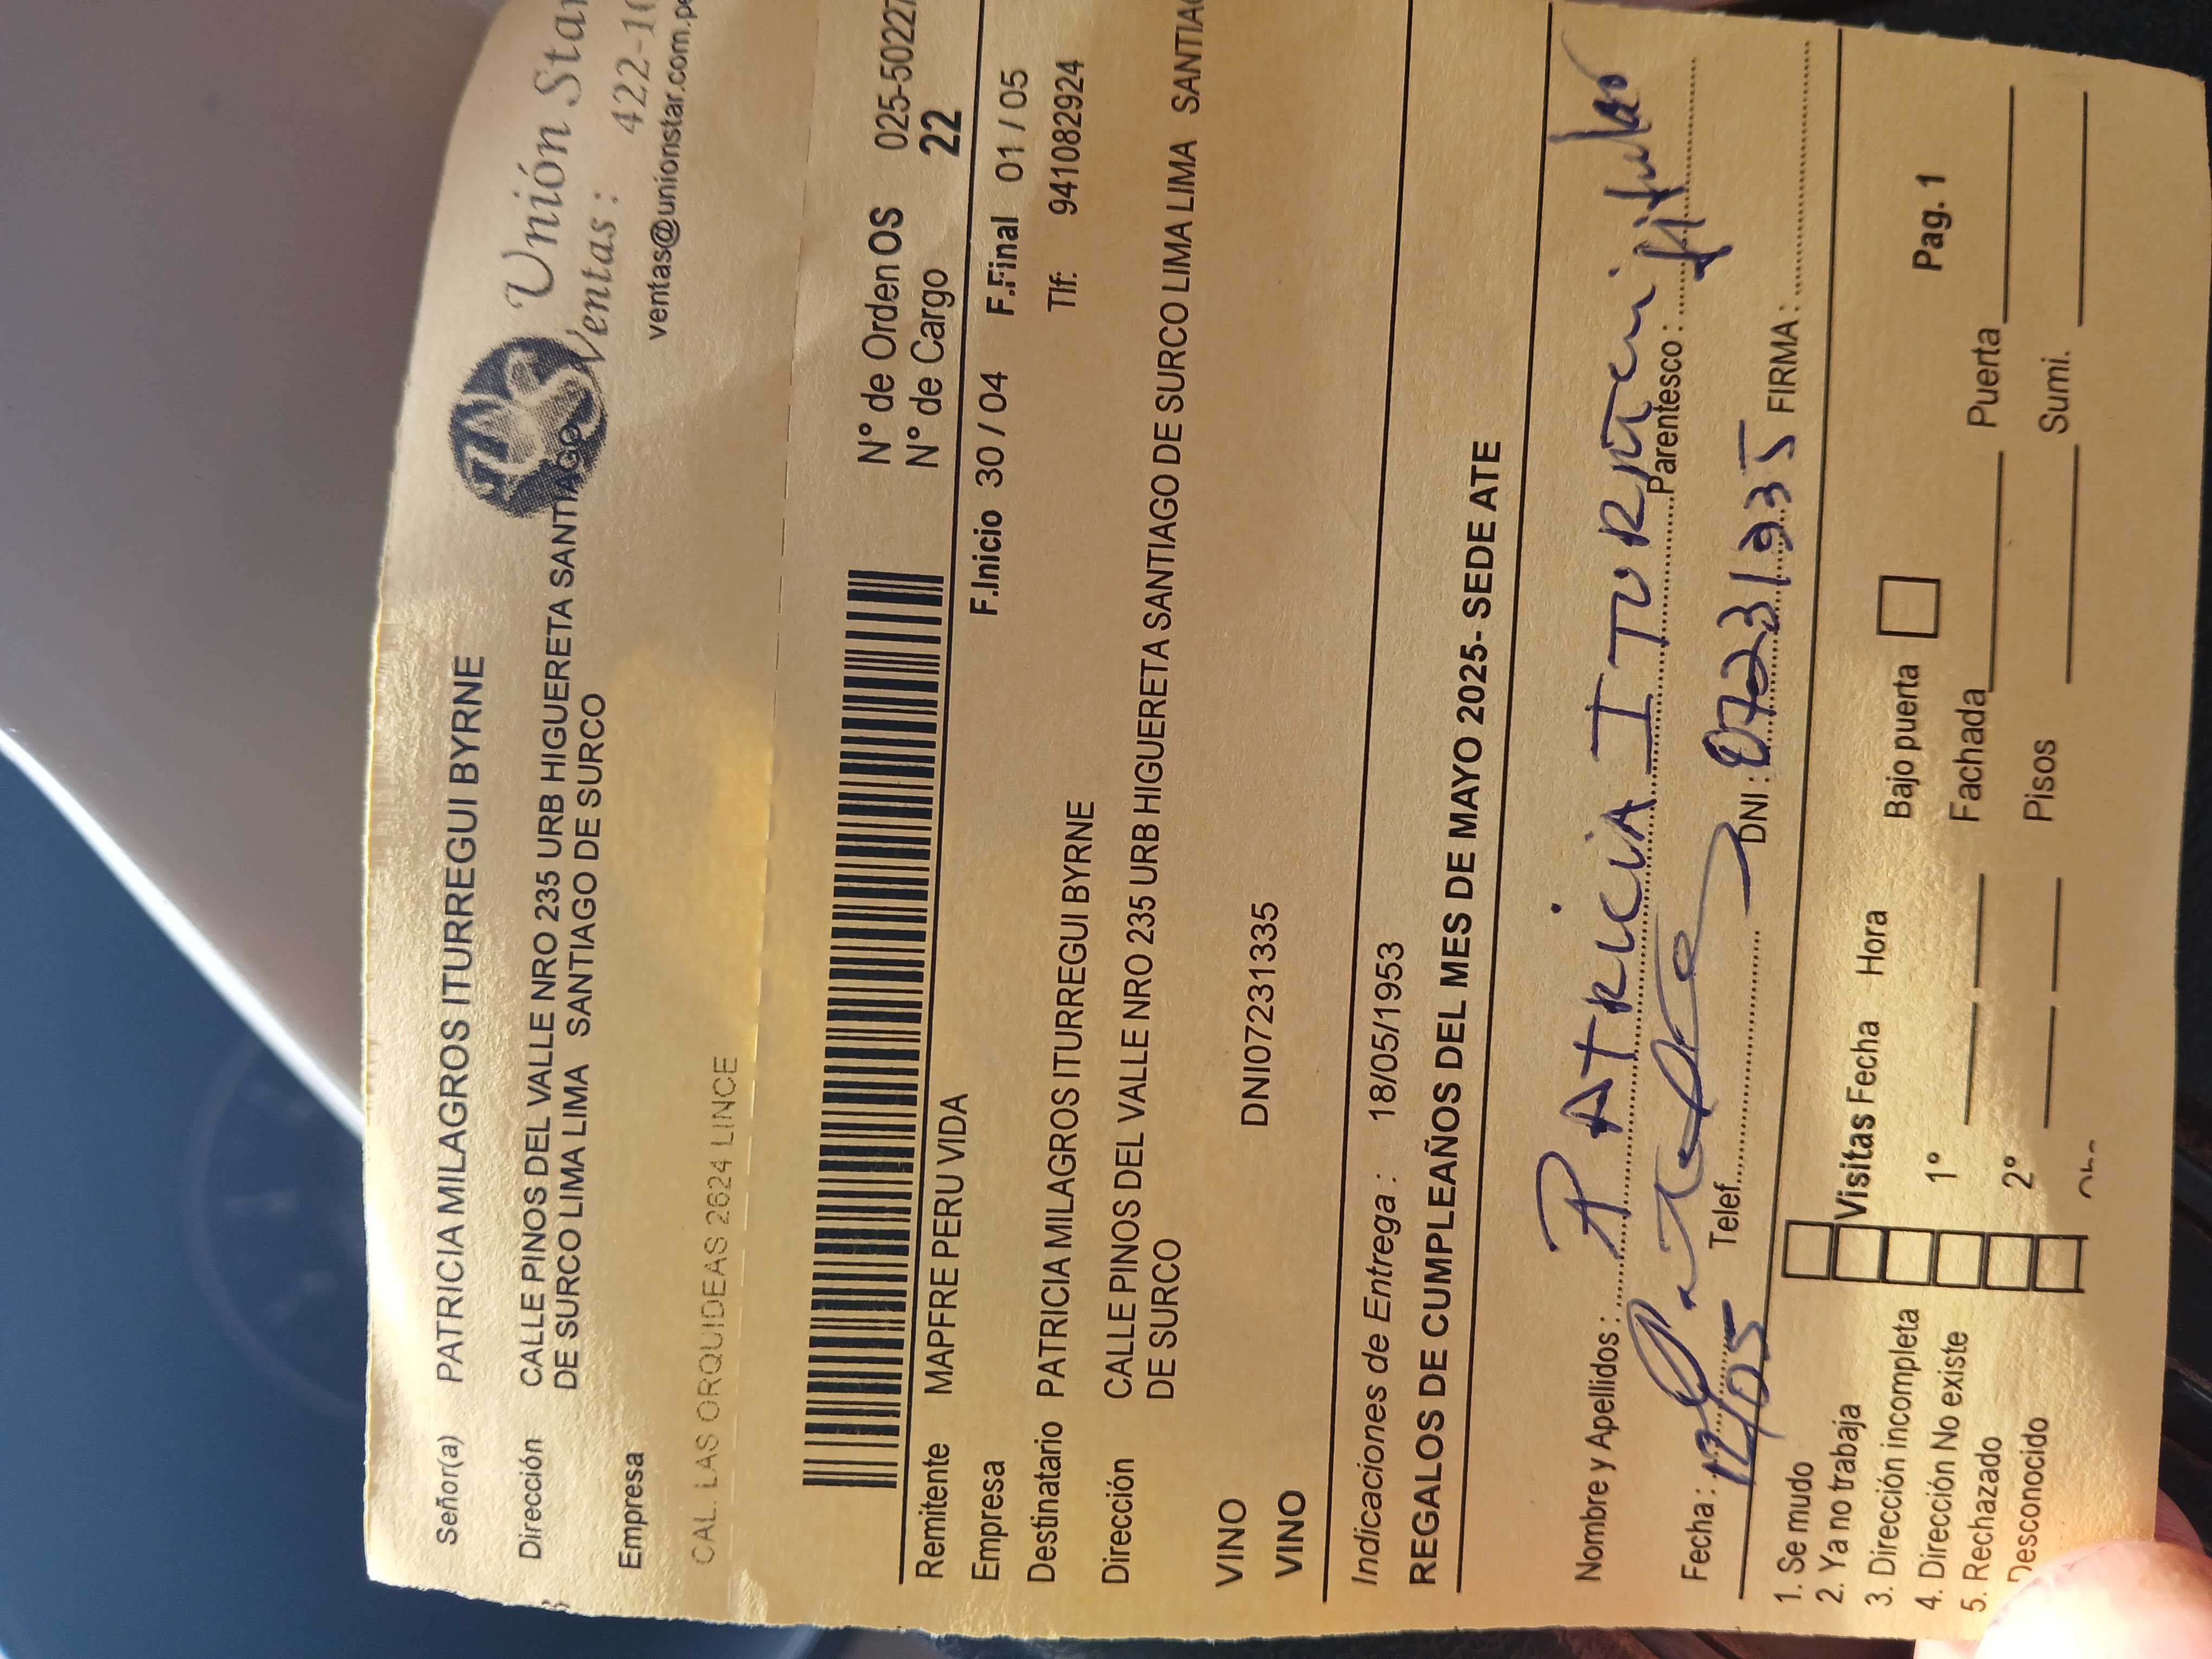 Señor(a) PATRICIA MILAGROS ITURREGUI BYRNE
Unión Star
Dirección CALLE PINOS DEL VALLE NRO 235 URB HIGUERETA SANTIAGO
DE SURCO LIMA LIMA SANTIAGO DE SURCO
Ventas : 422-1
Empresa
ventas@unionstar.com.pe
CAL. LAS ORQUIDEAS 2624 LINCE
N° de Orden OS 025-50227
N° de Cargo 22
Remitente MAPFRE PERU VIDA
F.Inicio 30 / 04 F.Final 01 / 05
Empresa
Destinatario PATRICIA MILAGROS ITURREGUI BYRNE
Tlf: 941082924
Dirección CALLE PINOS DEL VALLE NRO 235 URB HIGUERETA SANTIAGO DE SURCO LIMA LIMA SANTIAG
DE SURCO
VINO DNI07231335
VINO
Indicaciones de Entrega : 18/05/1953
REGALOS DE CUMPLEAÑOS DEL MES DE MAYO 2025- SEDE ATE
Nombre y Apellidos : PATRICIA ITURR
Parentesco : titular
Fecha : 12/05 Telef. DNI : 07231335 FIRMA :
1. Se mudo
2. Ya no trabaja
3. Dirección incompleta
4. Dirección No existe
5. Rechazado
Desconocido
Visitas Fecha Hora Bajo puerta Pag. 1
1° Fachada Puerta
2° Pisos Sumi.